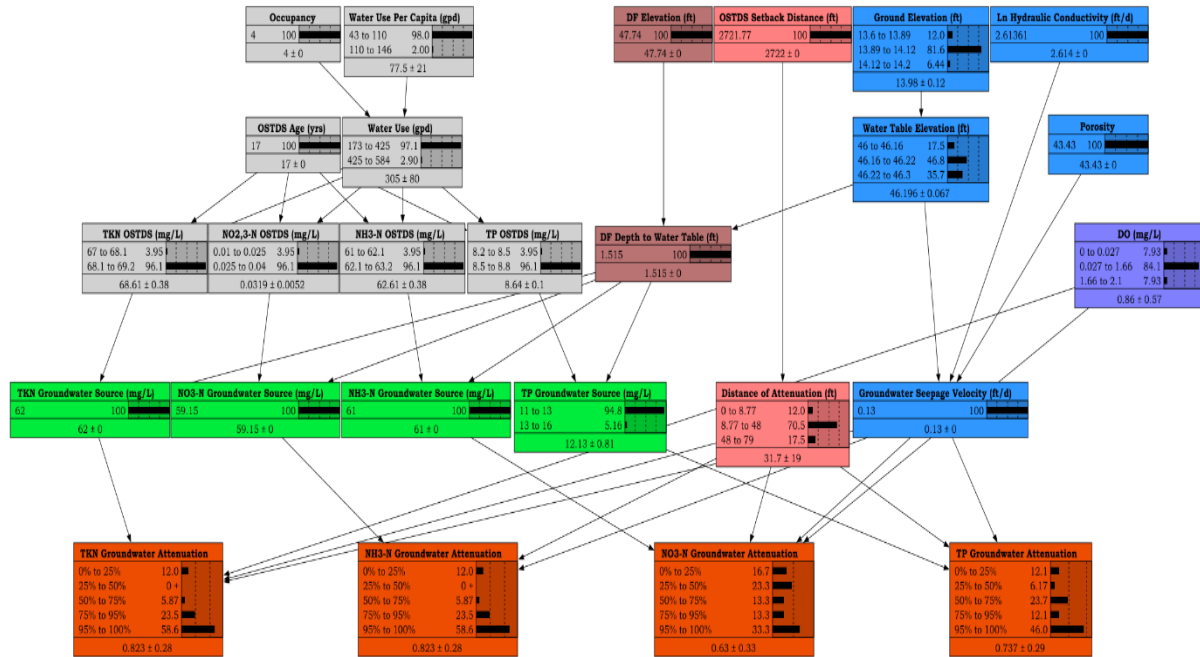 Occupancy
4 100
4 ± 0
Water Use Per Capita (gpd)
43 to 110 98.0
110 to 146 2.00
77.5 ± 21
DF Elevation (ft)
47.74 100
47.74 ± 0
OSTDS Setback Distance (ft)
2721.77 100
2722 ± 0
Ground Elevation (ft)
13.6 to 13.89 12.0
13.89 to 14.12 81.6
14.12 to 14.2 6.44
13.98 ± 0.12
Ln Hydraulic Conductivity (ft/d)
2.61361 100
2.614 ± 0
OSTDS Age (yrs)
17 100
17 ± 0
Water Use (gpd)
173 to 425 97.1
425 to 584 2.90
305 ± 80
Water Table Elevation (ft)
46 to 46.16 17.5
46.16 to 46.22 46.8
46.22 to 46.3 35.7
46.196 ± 0.067
Porosity
43.43 100
43.43 ± 0
TKN OSTDS (mg/L)
67 to 68.1 3.95
68.1 to 69.2 96.1
68.61 ± 0.38
NO2,3-N OSTDS (mg/L)
0.01 to 0.025 3.95
0.025 to 0.04 96.1
0.0319 ± 0.0052
NH3-N OSTDS (mg/L)
61 to 62.1 3.95
62.1 to 63.2 96.1
62.61 ± 0.38
TP OSTDS (mg/L)
8.2 to 8.5 3.95
8.5 to 8.8 96.1
8.64 ± 0.1
DF Depth to Water Table (ft)
1.515 100
1.515 ± 0
DO (mg/L)
0 to 0.027 7.93
0.027 to 1.66 84.1
1.66 to 2.1 7.93
0.86 ± 0.57
TKN Groundwater Source (mg/L)
62 100
62 ± 0
NO3-N Groundwater Source (mg/L)
59.15 100
59.15 ± 0
NH3-N Groundwater Source (mg/L)
61 100
61 ± 0
TP Groundwater Source (mg/L)
11 to 13 94.8
13 to 16 5.16
12.13 ± 0.81
Distance of Attenuation (ft)
0 to 8.77 12.0
8.77 to 48 70.5
48 to 79 17.5
31.7 ± 19
Groundwater Seepage Velocity (ft/d)
0.13 100
0.13 ± 0
TKN Groundwater Attenuation
0% to 25% 12.0
25% to 50% 0 +
50% to 75% 5.87
75% to 95% 23.5
95% to 100% 58.6
0.823 ± 0.28
NH3-N Groundwater Attenuation
0% to 25% 12.0
25% to 50% 0 +
50% to 75% 5.87
75% to 95% 23.5
95% to 100% 58.6
0.823 ± 0.28
NO3-N Groundwater Attenuation
0% to 25% 16.7
25% to 50% 23.3
50% to 75% 13.3
75% to 95% 13.3
95% to 100% 33.3
0.63 ± 0.33
TP Groundwater Attenuation
0% to 25% 12.1
25% to 50% 6.17
50% to 75% 23.7
75% to 95% 12.1
95% to 100% 46.0
0.737 ± 0.29